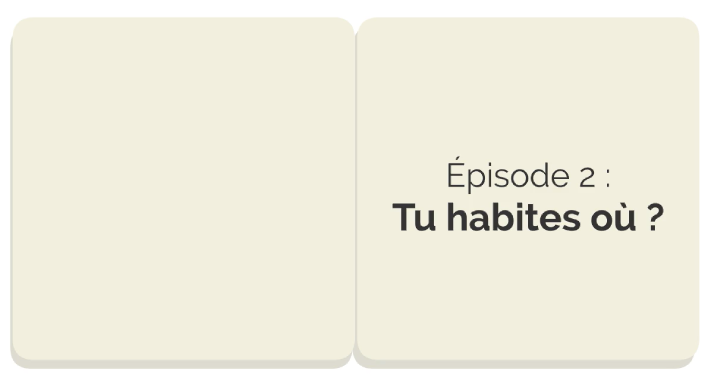 Épisode 2 :
Tu habites où ?